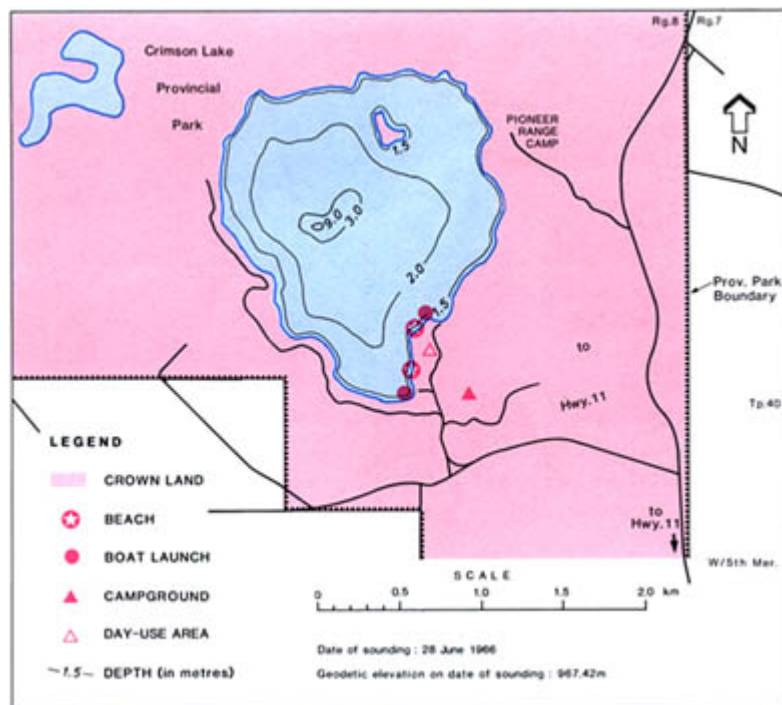 Rg.8 Rg.7
Crimson Lake
Provincial
Park
PIONEER
RANGE
CAMP
N
1.5
9.0
3.0
2.0
1.5
Prov. Park
Boundary
to
Hwy.11
Tp.40
to
Hwy.11
W/5th Mer.
LEGEND
CROWN LAND
BEACH
BOAT LAUNCH
CAMPGROUND
DAY-USE AREA
1.5 DEPTH (in metres)
SCALE
0 0.5 1.0 1.5 2.0 km
Date of sounding : 28 June 1966
Geodetic elevation on date of sounding : 967.42m